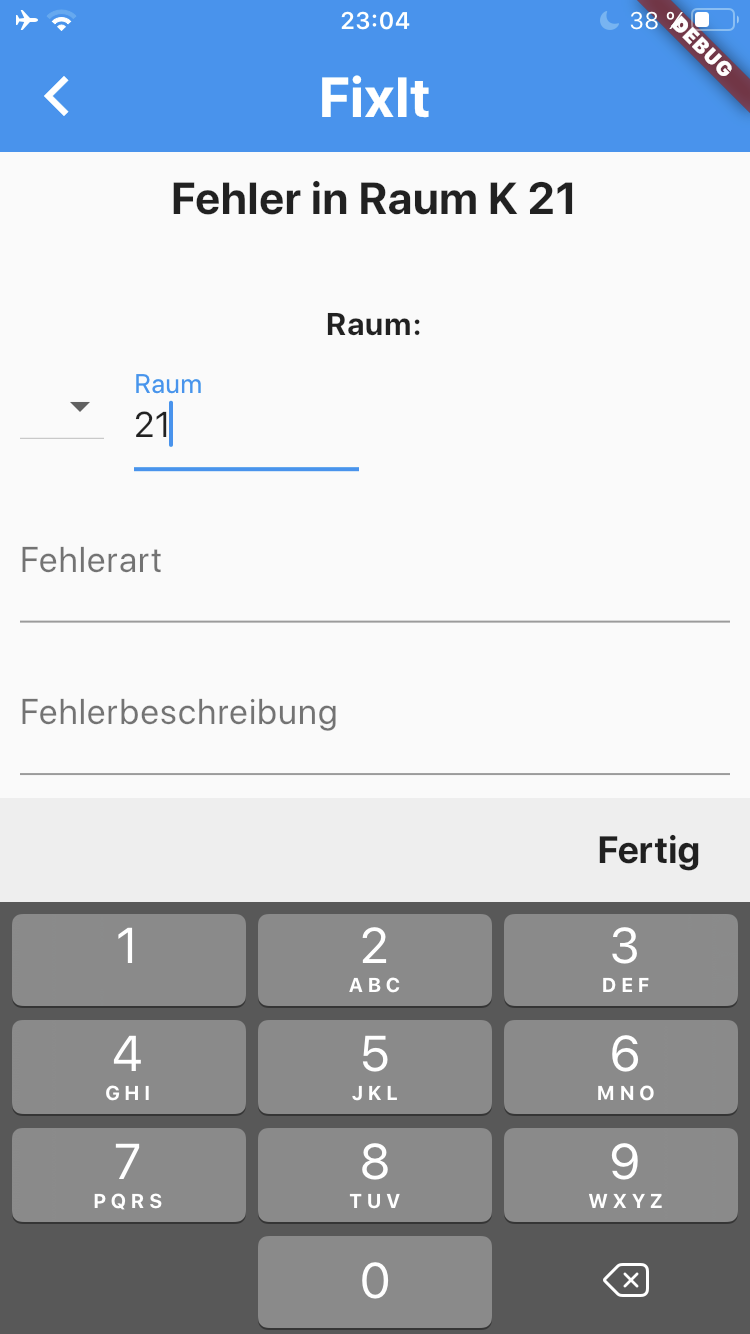 23:04
38 %
DEBUG
FixIt
Fehler in Raum K 21
Raum:
Raum
21
Fehlerart
Fehlerbeschreibung
Fertig
1
2
3
ABC
DEF
4
5
6
GHI
JKL
MNO
7
8
9
PQRS
TUV
WXYZ
0